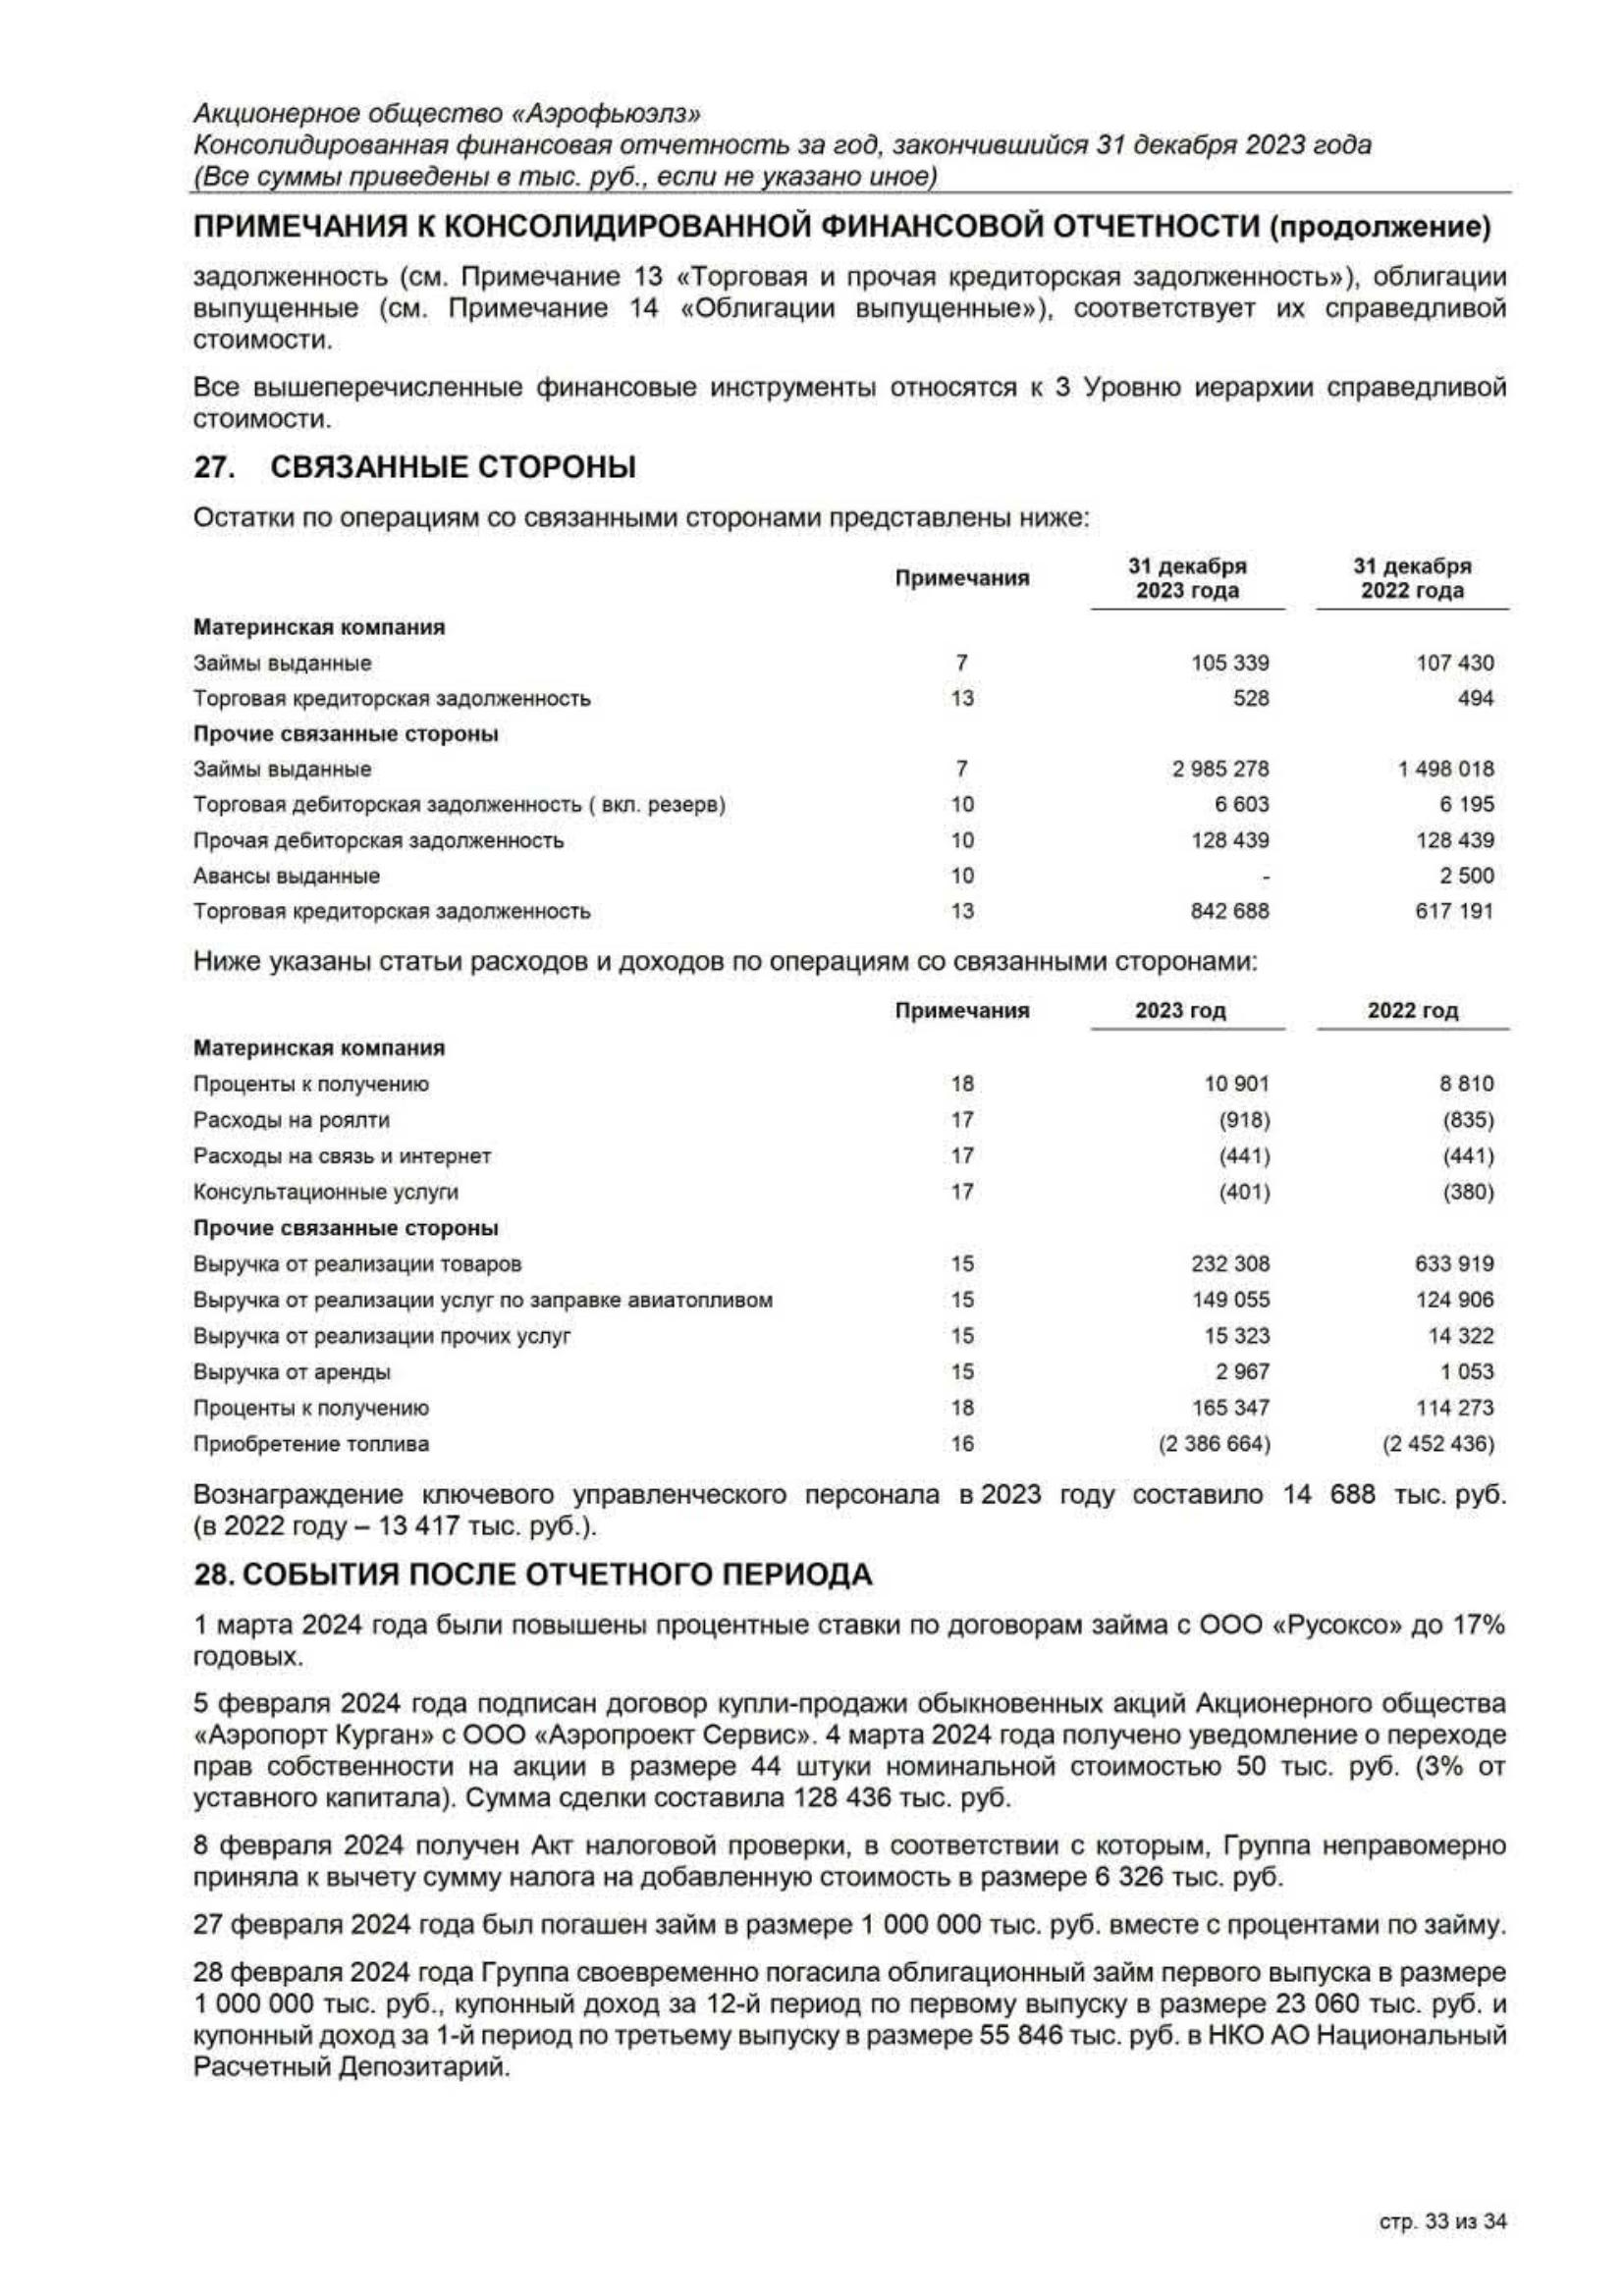 Акционерное общество «Аэрофьюэлз»
Консолидированная финансовая отчетность за год, закончившийся 31 декабря 2023 года
(Все суммы приведены в тыс. руб., если не указано иное)
ПРИМЕЧАНИЯ К КОНСОЛИДИРОВАННОЙ ФИНАНСОВОЙ ОТЧЕТНОСТИ (продолжение)
задолженность (см. Примечание 13 «Торговая и прочая кредиторская задолженность»), облигации
выпущенные (см. Примечание 14 «Облигации выпущенные»), соответствует их справедливой
стоимости.
Все вышеперечисленные финансовые инструменты относятся к 3 Уровню иерархии справедливой
стоимости.
27. СВЯЗАННЫЕ СТОРОНЫ
Остатки по операциям со связанными сторонами представлены ниже:
Примечания 31 декабря 2023 года 31 декабря 2022 года
Материнская компания
Займы выданные 7 105 339 107 430
Торговая кредиторская задолженность 13 528 494
Прочие связанные стороны
Займы выданные 7 2 985 278 1 498 018
Торговая дебиторская задолженность ( вкл. резерв) 10 6 603 6 195
Прочая дебиторская задолженность 10 128 439 128 439
Авансы выданные 10 - 2 500
Торговая кредиторская задолженность 13 842 688 617 191
Ниже указаны статьи расходов и доходов по операциям со связанными сторонами:
Примечания 2023 год 2022 год
Материнская компания
Проценты к получению 18 10 901 8 810
Расходы на роялти 17 (918) (835)
Расходы на связь и интернет 17 (441) (441)
Консультационные услуги 17 (401) (380)
Прочие связанные стороны
Выручка от реализации товаров 15 232 308 633 919
Выручка от реализации услуг по заправке авиатопливом 15 149 055 124 906
Выручка от реализации прочих услуг 15 15 323 14 322
Выручка от аренды 15 2 967 1 053
Проценты к получению 18 165 347 114 273
Приобретение топлива 16 (2 386 664) (2 452 436)
Вознаграждение ключевого управленческого персонала в 2023 году составило 14 688 тыс. руб.
(в 2022 году – 13 417 тыс. руб.).
28. СОБЫТИЯ ПОСЛЕ ОТЧЕТНОГО ПЕРИОДА
1 марта 2024 года были повышены процентные ставки по договорам займа с ООО «Русоксо» до 17%
годовых.
5 февраля 2024 года подписан договор купли-продажи обыкновенных акций Акционерного общества
«Аэропорт Курган» с ООО «Аэропроект Сервис». 4 марта 2024 года получено уведомление о переходе
прав собственности на акции в размере 44 штуки номинальной стоимостью 50 тыс. руб. (3% от
уставного капитала). Сумма сделки составила 128 436 тыс. руб.
8 февраля 2024 получен Акт налоговой проверки, в соответствии с которым, Группа неправомерно
приняла к вычету сумму налога на добавленную стоимость в размере 6 326 тыс. руб.
27 февраля 2024 года был погашен займ в размере 1 000 000 тыс. руб. вместе с процентами по займу.
28 февраля 2024 года Группа своевременно погасила облигационный займ первого выпуска в размере
1 000 000 тыс. руб., купонный доход за 12-й период по первому выпуску в размере 23 060 тыс. руб. и
купонный доход за 1-й период по третьему выпуску в размере 55 846 тыс. руб. в НКО АО Национальный
Расчетный Депозитарий.
стр. 33 из 34